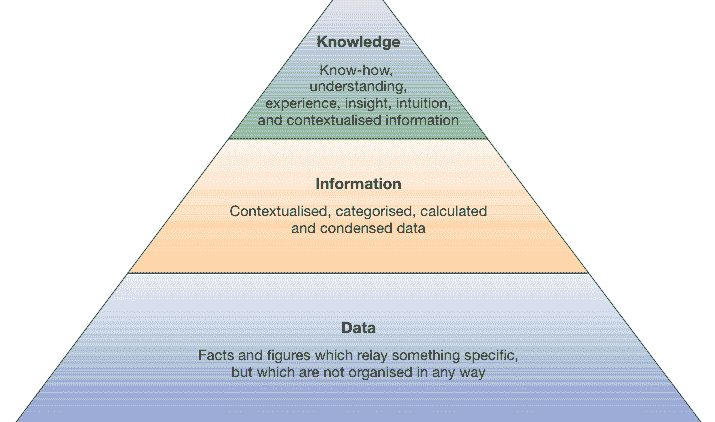 Knowledge
Know-how,
understanding,
experience, insight, intuition,
and contextualised information
Information
Contextualised, categorised, calculated
and condensed data
Data
Facts and figures which relay something specific,
but which are not organised in any way